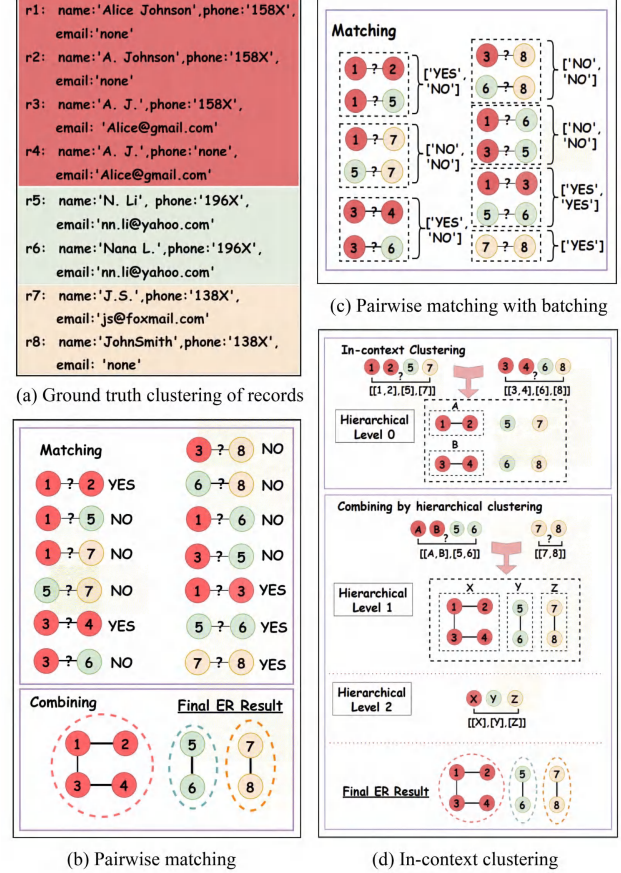 r1: name:'Alice Johnson',phone:'158X',
email:'none'
r2: name:'A. Johnson',phone:'158X',
email:'none'
r3: name:'A. J.',phone:'158X',
email: 'Alice@gmail.com'
r4: name:'A. J.',phone:'none',
email:'Alice@gmail.com'
r5: name:'N. Li', phone:'196X',
email:'nn.li@yahoo.com'
r6: name:'Nana L.',phone:'196X',
email:'nn.li@yahoo.com'
r7: name:'J.S.',phone:'138X',
email:'js@foxmail.com'
r8: name:'JohnSmith',phone:'138X',
email: 'none'
(a) Ground truth clustering of records
Matching
1 ? 2 YES
1 ? 5 NO
1 ? 7 NO
5 ? 7 NO
3 ? 4 YES
3 ? 6 NO
3 ? 8 NO
6 ? 8 NO
1 ? 6 NO
3 ? 5 NO
1 ? 3 YES
5 ? 6 YES
7 ? 8 YES
Combining
Final ER Result
1 2 5 7
3 4 6 8
(b) Pairwise matching
Matching
1 ? 2
1 ? 5
['YES',
'NO']
1 ? 7
5 ? 7
['NO',
'NO']
3 ? 4
3 ? 6
['YES',
'NO']
3 ? 8
6 ? 8
['NO',
'NO']
1 ? 6
3 ? 5
['NO',
'NO']
1 ? 3
5 ? 6
['YES',
'YES']
7 ? 8
['YES']
(c) Pairwise matching with batching
In-context Clustering
1 2 5 7
?
[[1,2],[5],[7]]
3 4 6 8
?
[[3,4],[6],[8]]
Hierarchical
Level 0
A
1 2 5 7
B
3 4 6 8
Combining by hierarchical clustering
A B 5 6
?
[[A,B],[5,6]]
7 8
?
[[7,8]]
Hierarchical
Level 1
X Y Z
1 2 5 7
3 4 6 8
Hierarchical
Level 2
X Y Z
[[X],[Y],[Z]]
Final ER Result
1 2 5 7
3 4 6 8
(d) In-context clustering